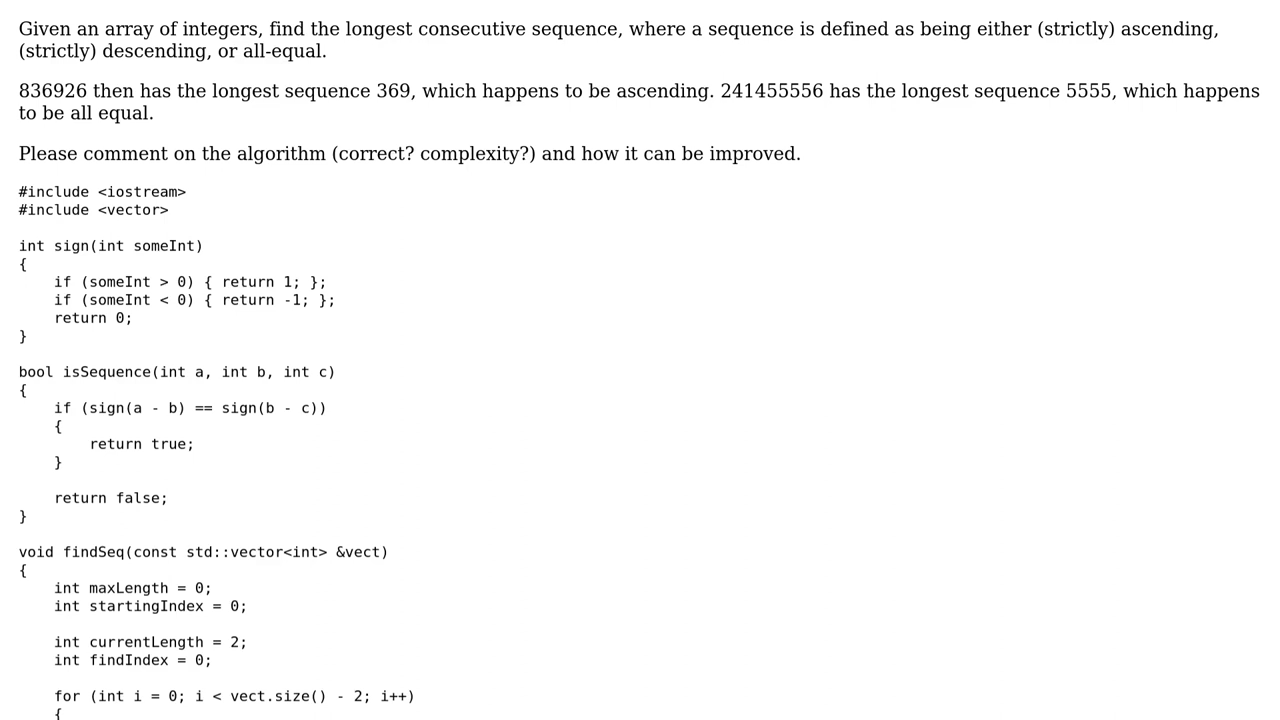 Given an array of integers, find the longest consecutive sequence, where a sequence is defined as being either (strictly) ascending,
(strictly) descending, or all-equal.
836926 then has the longest sequence 369, which happens to be ascending. 241455556 has the longest sequence 5555, which happens
to be all equal.
Please comment on the algorithm (correct? complexity?) and how it can be improved.
#include <iostream>
#include <vector>
int sign(int someInt)
{
    if (someInt > 0) { return 1; };
    if (someInt < 0) { return -1; };
    return 0;
}
bool isSequence(int a, int b, int c)
{
    if (sign(a - b) == sign(b - c))
    {
        return true;
    }
    return false;
}
void findSeq(const std::vector<int> &vect)
{
    int maxLength = 0;
    int startingIndex = 0;
    int currentLength = 2;
    int findIndex = 0;
    for (int i = 0; i < vect.size() - 2; i++)
    {